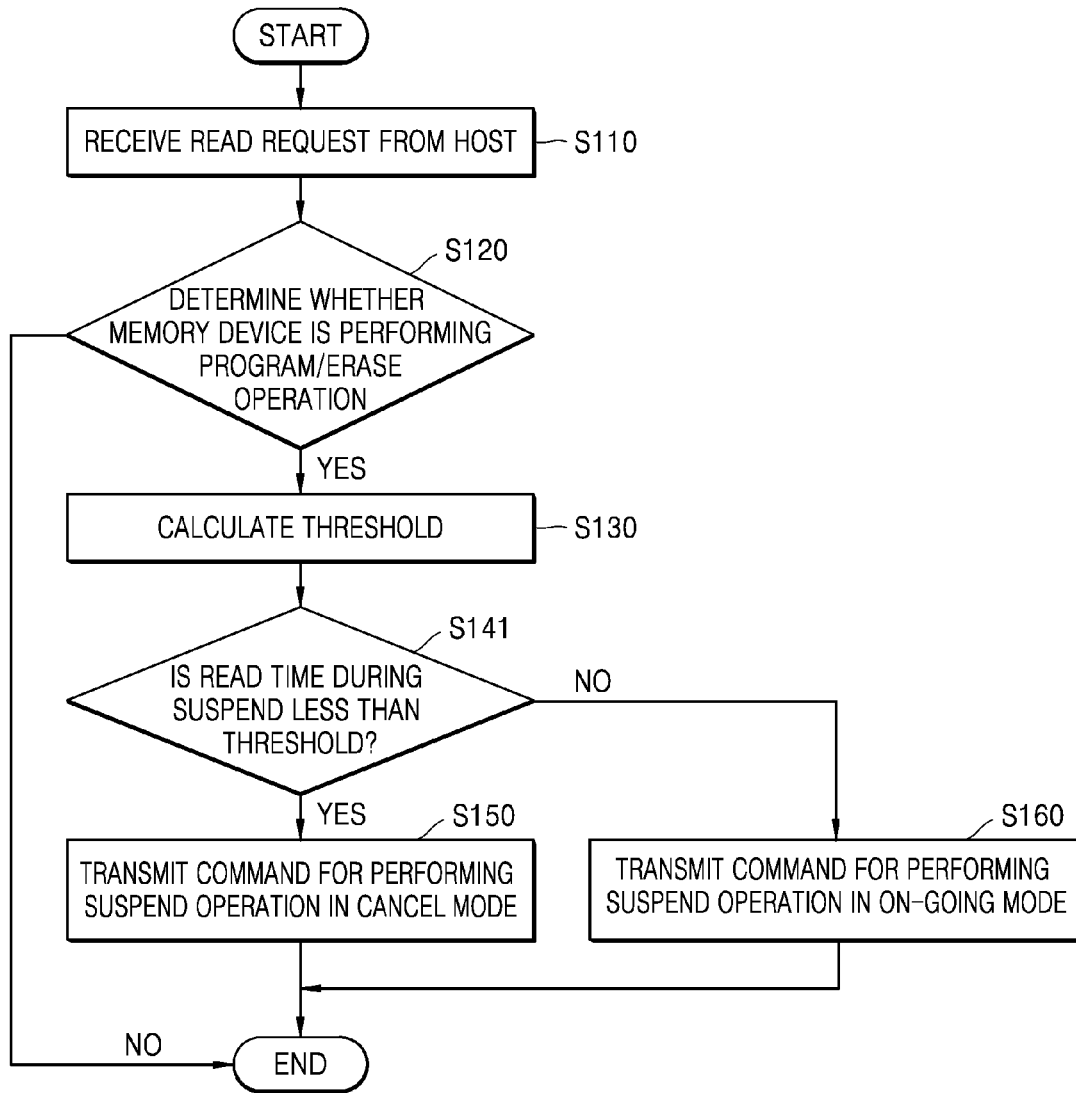 START
RECEIVE READ REQUEST FROM HOST
S110
S120
DETERMINE WHETHER
MEMORY DEVICE IS PERFORMING
PROGRAM/ERASE
OPERATION
YES
CALCULATE THRESHOLD
S130
S141
IS READ TIME DURING
SUSPEND LESS THAN
THRESHOLD?
NO
YES
S150
S160
TRANSMIT COMMAND FOR PERFORMING
SUSPEND OPERATION IN CANCEL MODE
TRANSMIT COMMAND FOR PERFORMING
SUSPEND OPERATION IN ON-GOING MODE
NO
END